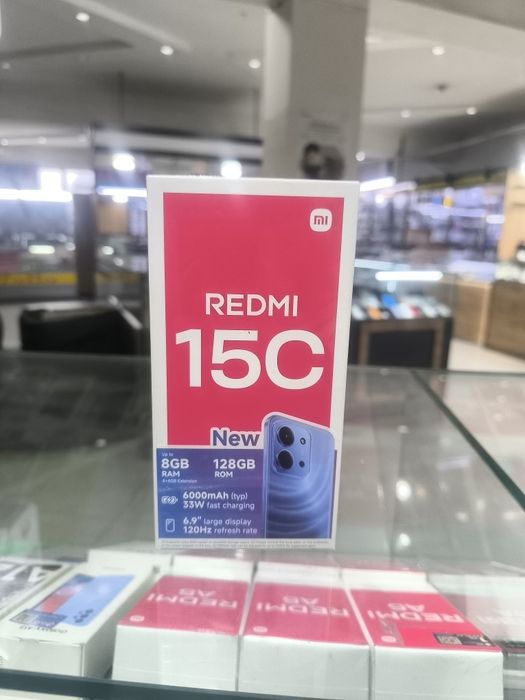 mi
REDMI
15C
New
Up to
8GB
RAM
4+4GB Extension
128GB
ROM
6000mAh (typ)
33W fast charging
6.9" large display
120Hz refresh rate
REDMI
A5
REDMI
A5
REDMI
A5